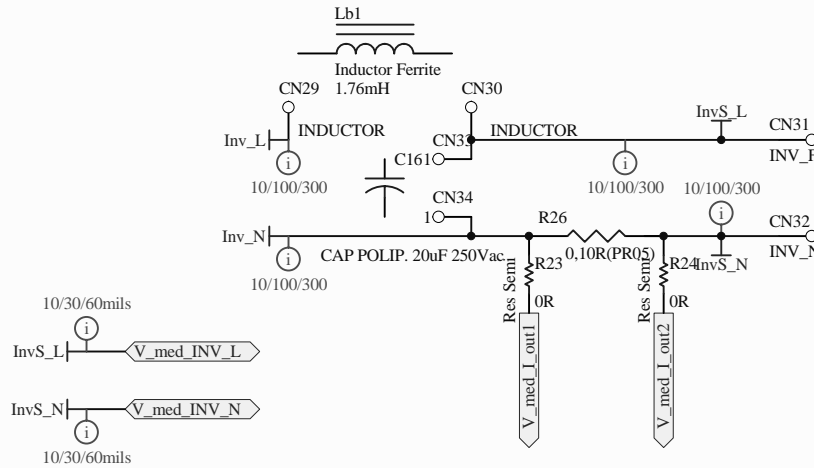 Lb1
Inductor Ferrite
1.76mH
CN29
CN30
Inv_L
INDUCTOR
CN33
INDUCTOR
InvS_L
CN31
i
C16
1
i
INV_F
10/100/300
10/100/300
10/100/300
CN34
i
1
R26
CN32
Inv_N
INV_N
i
CAP POLIP. 20uF 250Vac
0,10R(PR05)
InvS_N
10/100/300
Res Semi
R23
0R
Res Semi
R24
0R
V_med_I_out1
V_med_I_out2
10/30/60mils
i
InvS_L
V_med_INV_L
InvS_N
V_med_INV_N
i
10/30/60mils